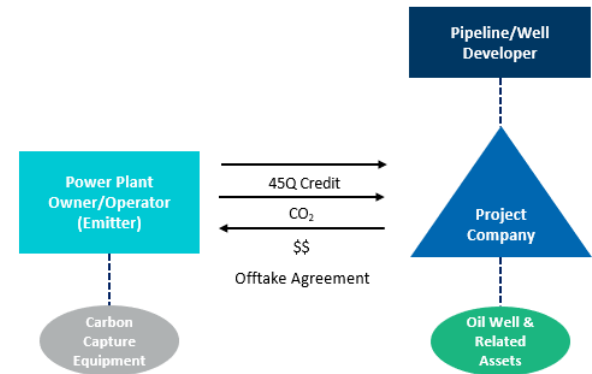 Pipeline/Well
Developer
Power Plant
Owner/Operator
(Emitter)
45Q Credit
CO₂
$$
Offtake Agreement
Project
Company
Carbon
Capture
Equipment
Oil Well &
Related
Assets